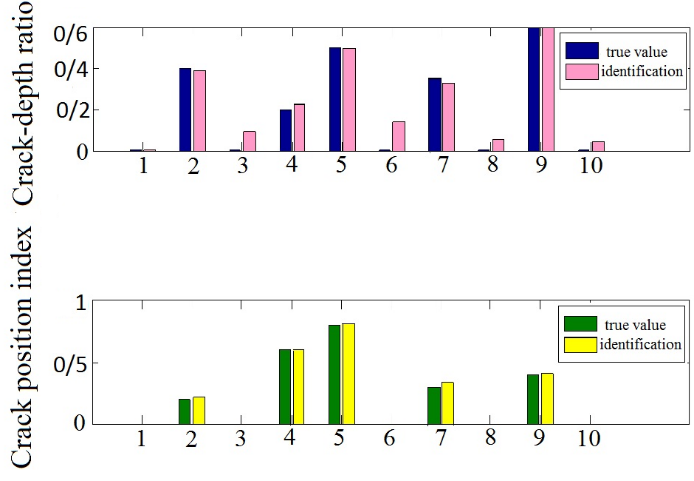 Crack-depth ratio
0/6
0/4
0/2
0
true value
identification
1 2 3 4 5 6 7 8 9 10
Crack position index
1
0/5
0
true value
identification
1 2 3 4 5 6 7 8 9 10